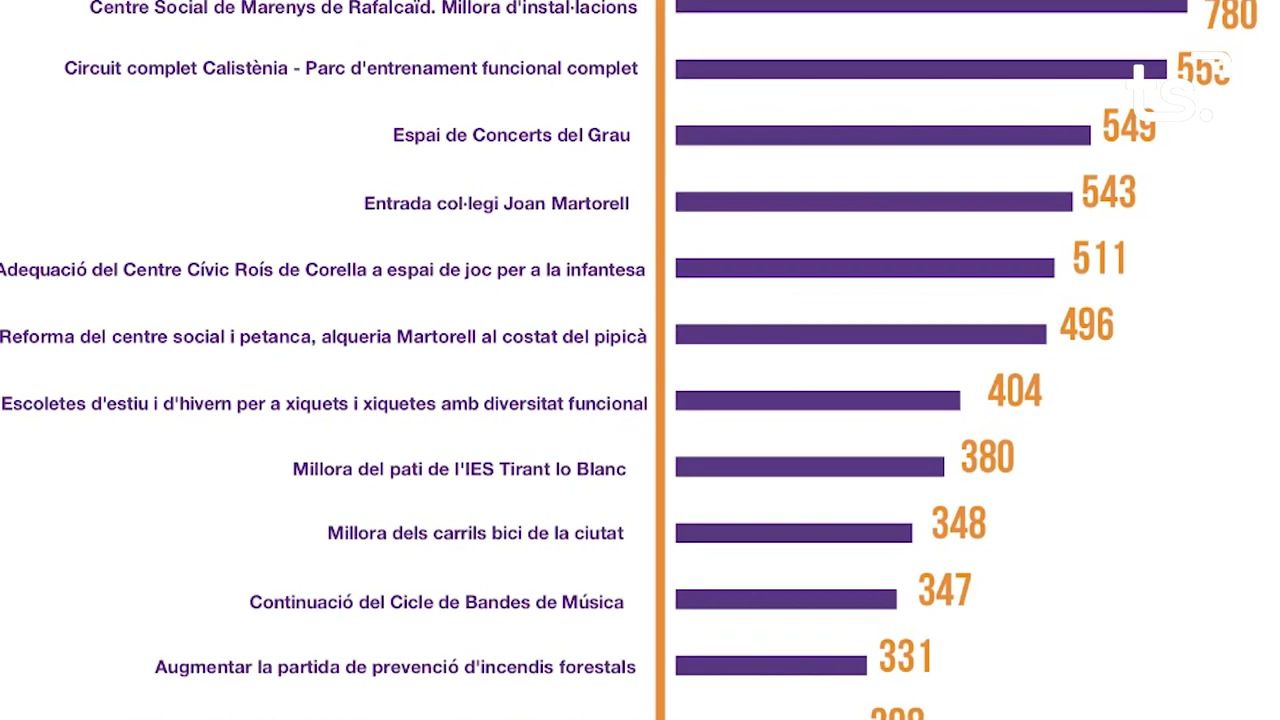 Centre Social de Marenys de Rafalcaïd. Millora d'instal·lacions 780
Circuit complet Calistènia - Parc d'entrenament funcional complet
Espai de Concerts del Grau 549
Entrada col·legi Joan Martorell 543
Adequació del Centre Cívic Roís de Corella a espai de joc per a la infantesa 511
Reforma del centre social i petanca, alqueria Martorell al costat del pipicà 496
Escoletes d'estiu i d'hivern per a xiquets i xiquetes amb diversitat funcional 404
Millora del pati de l'IES Tirant lo Blanc 380
Millora dels carrils bici de la ciutat 348
Continuació del Cicle de Bandes de Música 347
Augmentar la partida de prevenció d'incendis forestals 331
ts.